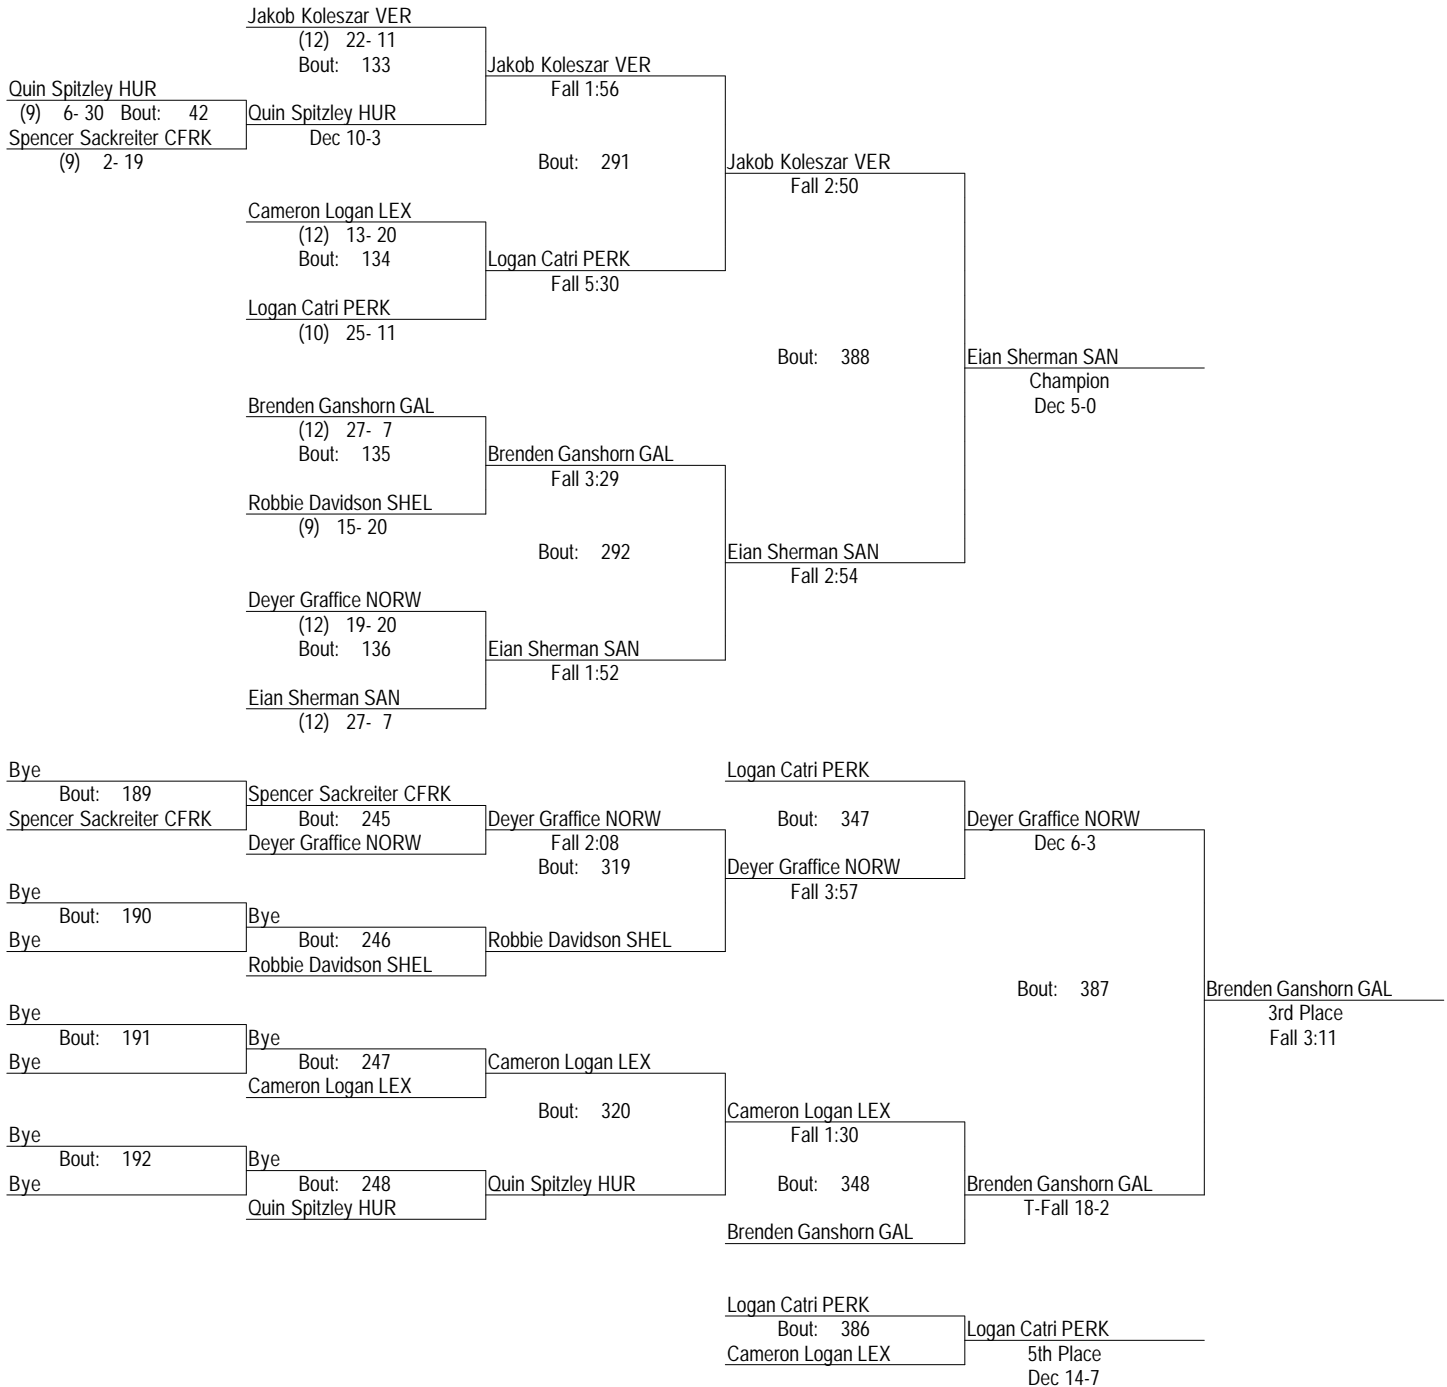 Jakob Koleszar VER
(12) 22- 11
Bout: 133
Jakob Koleszar VER
Fall 1:56
Quin Spitzley HUR
(9) 6- 30 Bout: 42
Spencer Sackreiter CFRK
(9) 2- 19
Quin Spitzley HUR
Dec 10-3
Bout: 291
Jakob Koleszar VER
Fall 2:50
Cameron Logan LEX
(12) 13- 20
Bout: 134
Logan Catri PERK
Fall 5:30
Logan Catri PERK
(10) 25- 11
Bout: 388
Eian Sherman SAN
Champion
Dec 5-0
Brenden Ganshorn GAL
(12) 27- 7
Bout: 135
Brenden Ganshorn GAL
Fall 3:29
Robbie Davidson SHEL
(9) 15- 20
Bout: 292
Eian Sherman SAN
Fall 2:54
Deyer Graffice NORW
(12) 19- 20
Bout: 136
Eian Sherman SAN
Fall 1:52
Eian Sherman SAN
(12) 27- 7
Bye
Bout: 189
Spencer Sackreiter CFRK
Spencer Sackreiter CFRK
Bout: 245
Deyer Graffice NORW
Deyer Graffice NORW
Fall 2:08
Bout: 319
Logan Catri PERK
Bout: 347
Deyer Graffice NORW
Fall 3:57
Deyer Graffice NORW
Dec 6-3
Bye
Bout: 190
Bye
Bye
Bout: 246
Robbie Davidson SHEL
Robbie Davidson SHEL
Bout: 387
Brenden Ganshorn GAL
3rd Place
Fall 3:11
Bye
Bout: 191
Bye
Bye
Bout: 247
Cameron Logan LEX
Cameron Logan LEX
Bout: 320
Cameron Logan LEX
Fall 1:30
Bye
Bout: 192
Bye
Bye
Bout: 248
Quin Spitzley HUR
Quin Spitzley HUR
Bout: 348
Brenden Ganshorn GAL
Brenden Ganshorn GAL
T-Fall 18-2
Logan Catri PERK
Bout: 386
Cameron Logan LEX
Logan Catri PERK
5th Place
Dec 14-7